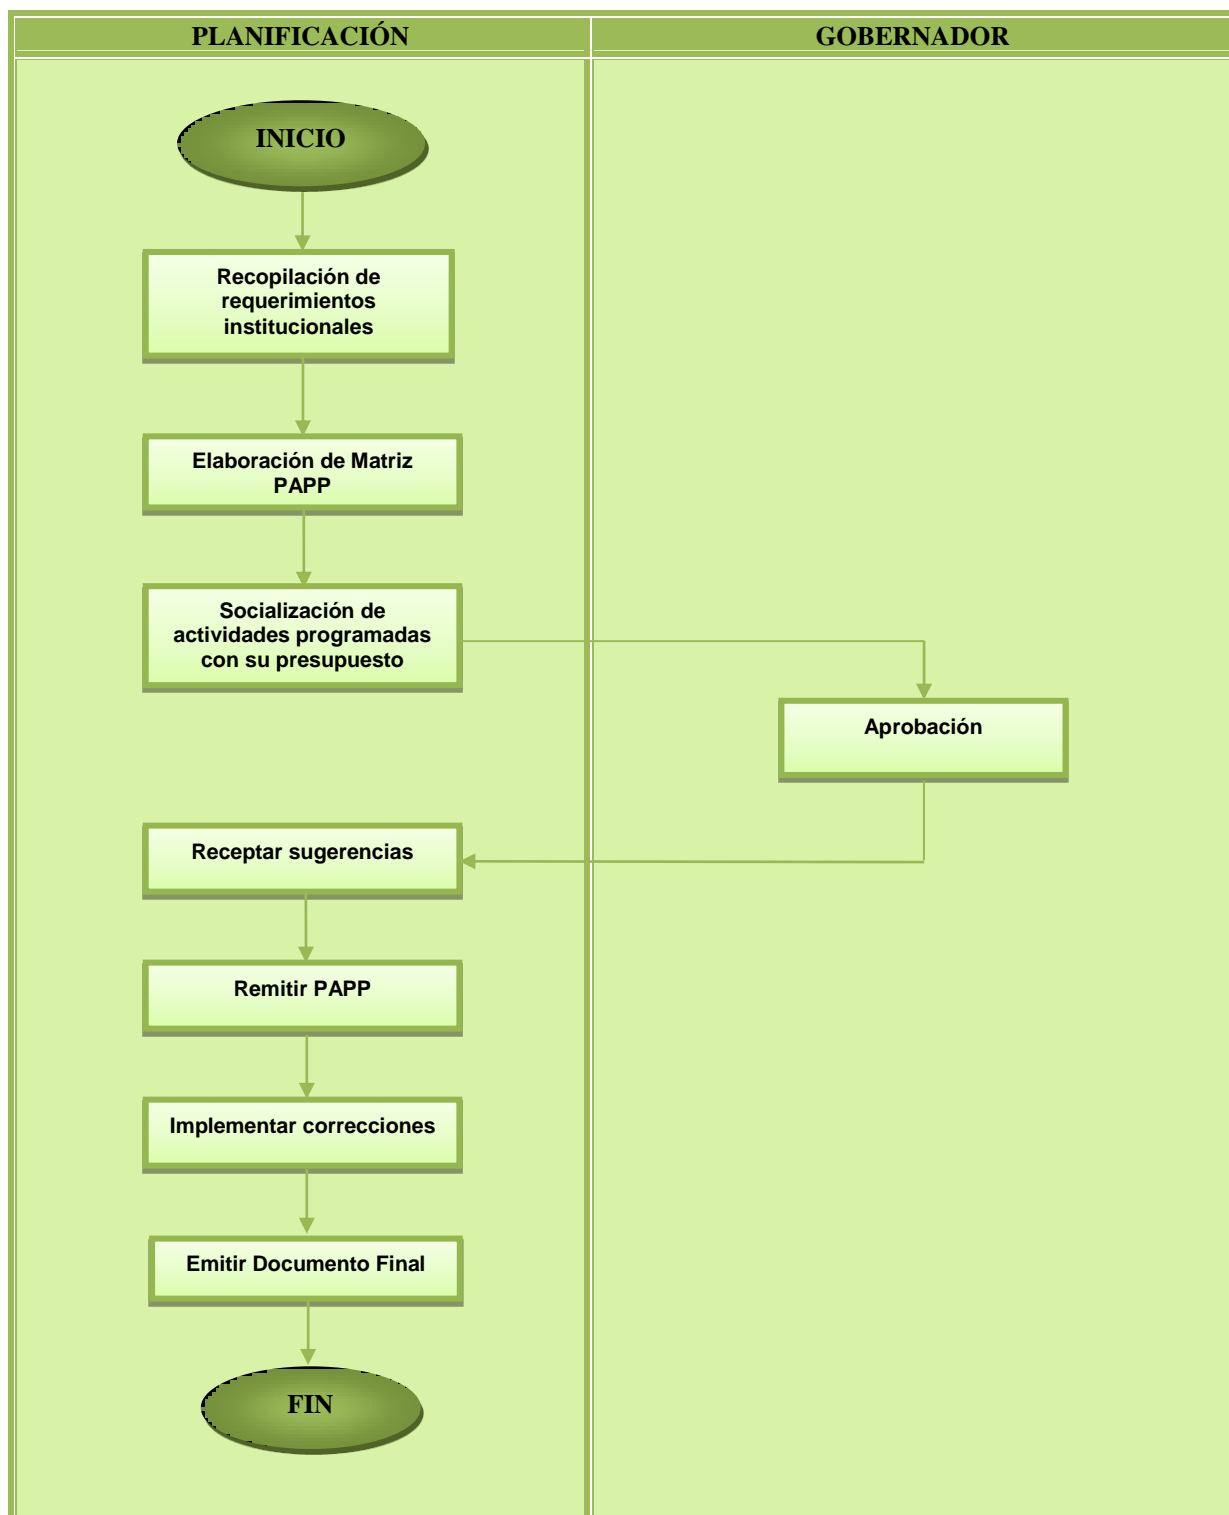 PLANIFICACIÓN
GOBERNADOR
INICIO
Recopilación de
requerimientos
institucionales
Elaboración de Matriz
PAPP
Socialización de
actividades programadas
con su presupuesto
Aprobación
Receptar sugerencias
Remitir PAPP
Implementar correcciones
Emitir Documento Final
FIN